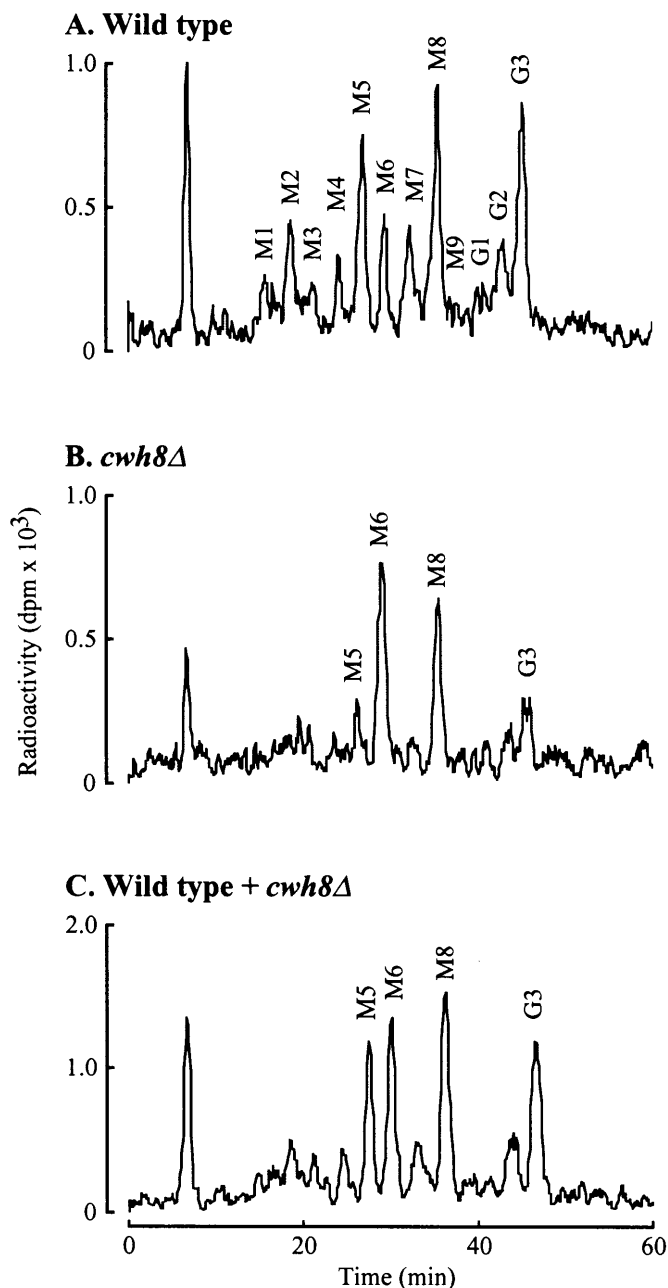 A. Wild type
1.0
0.5
0
M1
M2
M3
M4
M5
M6
M7
M8
M9
G1
G2
G3
B. cwh8Δ
1.0
0.5
0
M5
M6
M8
G3
Radioactivity (dpm x 10³)
C. Wild type + cwh8Δ
2.0
1.0
0
M5
M6
M8
G3
0 20 40 60
Time (min)